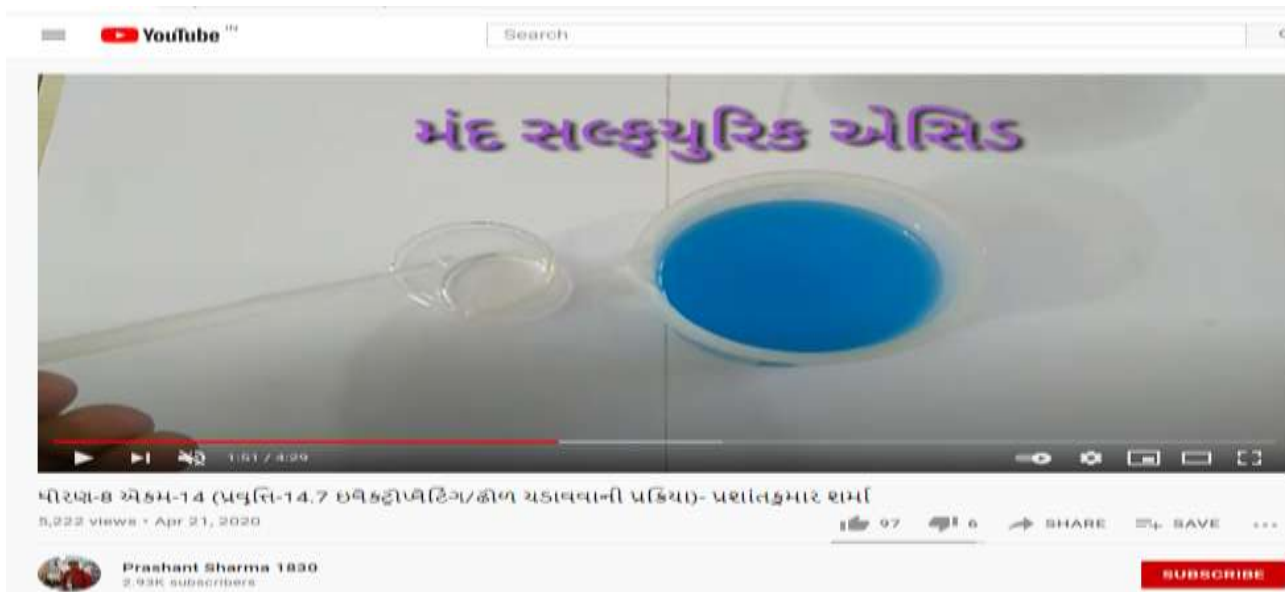 YouTube IN
Search
મંદ સલ્ફયુરિક એસિડ
1:51 / 4:29
ધોરણ-8 એકમ-14 (પ્રવૃત્તિ-14.7 ઇલેક્ટ્રોપ્લેટિંગ/ઢોળ ચડાવવાની પ્રક્રિયા)- પ્રશાંતકુમાર શર્મા
5,222 views • Apr 21, 2020
97 6 SHARE SAVE
Prashant Sharma 1830
2.93K subscribers
SUBSCRIBE